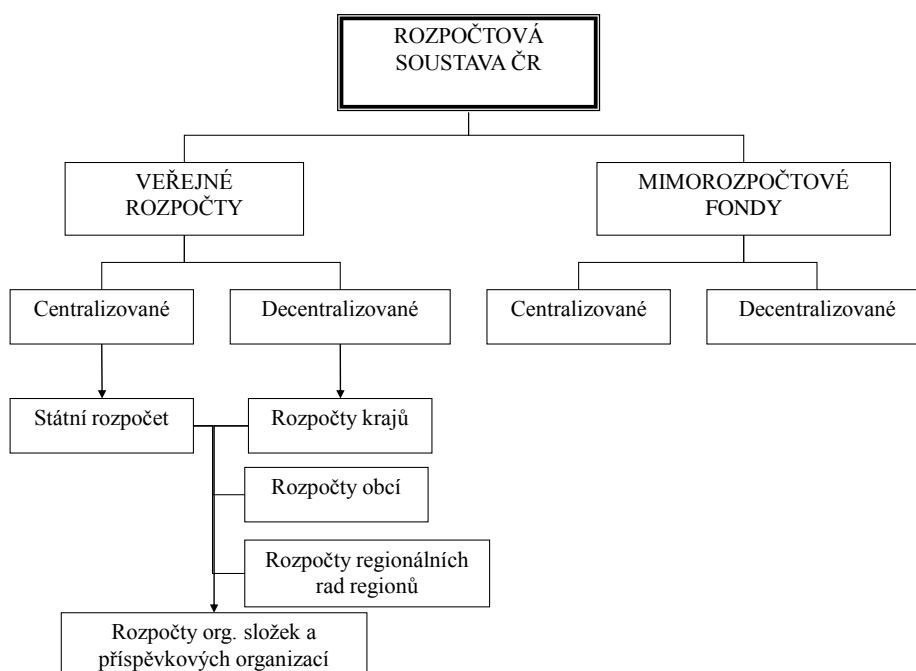 ROZPOČTOVÁ
SOUSTAVA ČR
VEŘEJNÉ
ROZPOČTY
MIMOROZPOČTOVÉ
FONDY
Centralizované
Decentralizované
Centralizované
Decentralizované
Státní rozpočet
Rozpočty krajů
Rozpočty obcí
Rozpočty regionálních
rad regionů
Rozpočty org. složek a
příspěvkových organizací